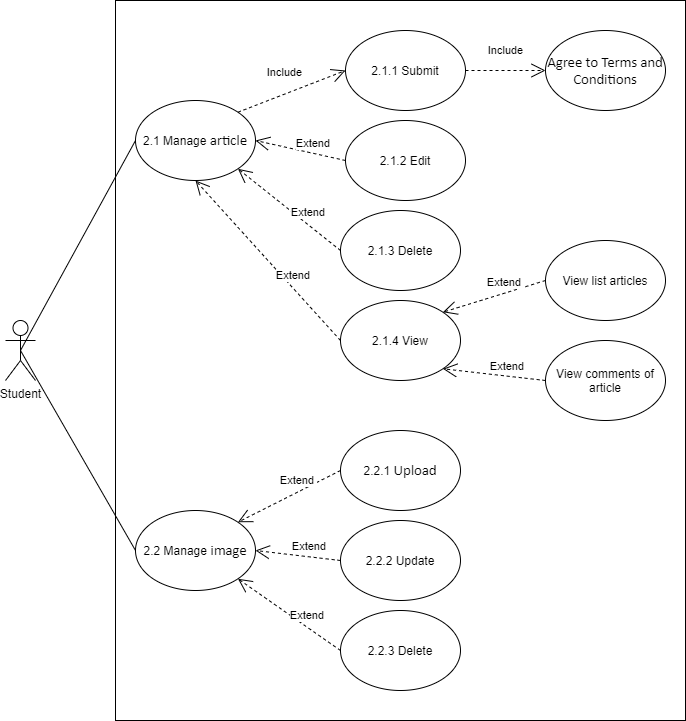 Include
2.1.1 Submit
Include
Agree to Terms and
Conditions
2.1 Manage article
Extend
2.1.2 Edit
Extend
2.1.3 Delete
Extend
Extend
View list articles
2.1.4 View
Extend
View comments of
article
Student
2.2.1 Upload
Extend
2.2 Manage image
Extend
2.2.2 Update
Extend
2.2.3 Delete